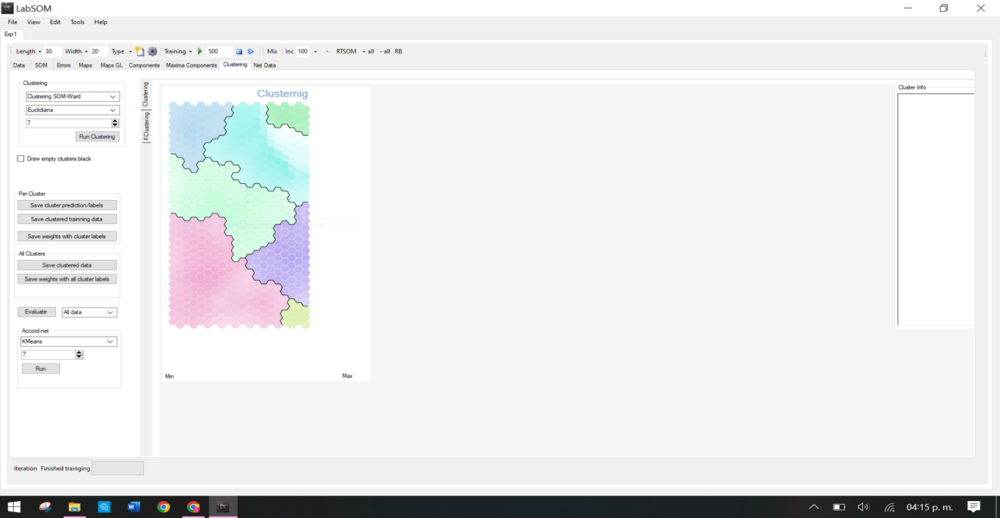 LabSOM
File View Edit Tools Help
Exp1
Length 30 Width 20 Type Training 500 Mix Inc 100 + - RTSOM + all - all RB
Data SOM Errors Maps Maps GL Components Maxima Components Clustering Net Data
Clustering
Clustering SOM-Ward
Euclidiana
7
Run Clustering
Draw empty clusters black
Per Cluster
Save cluster prediction/labels
Save clustered trainning data
Save weights with cluster labels
All Clusters
Save clustered data
Save weights with all cluster labels
Evaluate All data
Accord-net
KMeans
7
Run
Clustering
FClustering
Clusternig
Min Max
Cluster Info
Iteration Finished trainging
04:15 p. m.